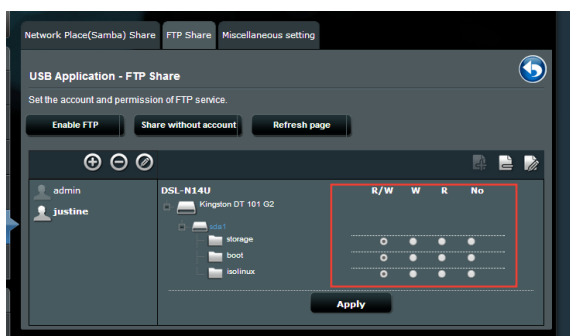 Network Place(Samba) Share FTP Share Miscellaneous setting
USB Application - FTP Share
Set the account and permission of FTP service.
Enable FTP Share without account Refresh page
admin
justine
DSL-N14U R/W W R No
Kingston DT 101 G2
sda1
storage
boot
isolinux
Apply